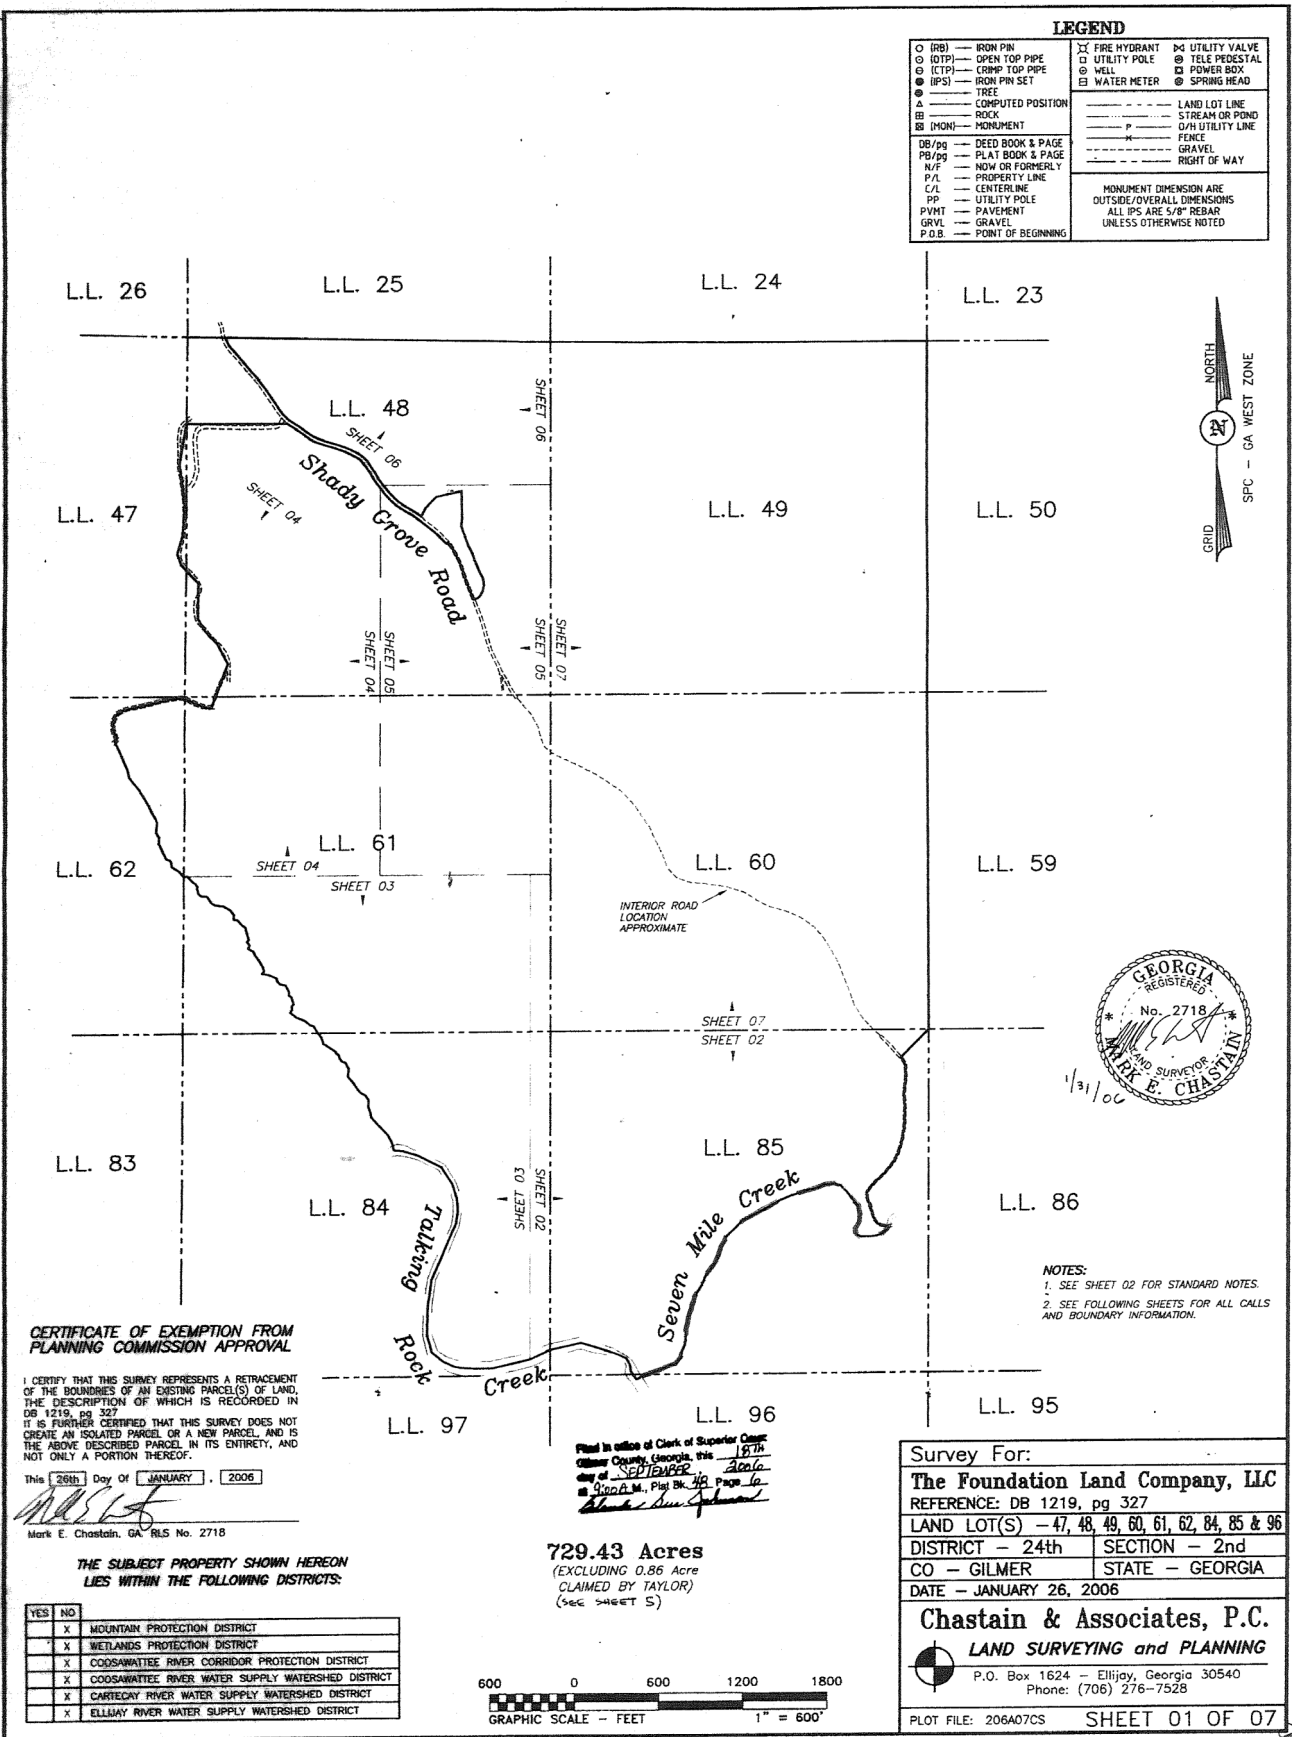 LEGEND
(RB) — IRON PIN
(OTP) — OPEN TOP PIPE
(CTP) — CRIMP TOP PIPE
(IPS) — IRON PIN SET
TREE
COMPUTED POSITION
ROCK
(MON) — MONUMENT
FIRE HYDRANT
UTILITY POLE
WELL
WATER METER
UTILITY VALVE
TELE PEDESTAL
POWER BOX
SPRING HEAD
LAND LOT LINE
STREAM OR POND
P O/H UTILITY LINE
X FENCE
GRAVEL
RIGHT OF WAY
DB/pg — DEED BOOK & PAGE
PB/pg — PLAT BOOK & PAGE
N/F — NOW OR FORMERLY
P/L — PROPERTY LINE
C/L — CENTERLINE
PP — UTILITY POLE
PVMT — PAVEMENT
GRVL — GRAVEL
P.O.B. — POINT OF BEGINNING
MONUMENT DIMENSION ARE
OUTSIDE/OVERALL DIMENSIONS
ALL IPS ARE 5/8" REBAR
UNLESS OTHERWISE NOTED
L.L. 26
L.L. 25
L.L. 24
L.L. 23
GRID
N
NORTH
SPC – GA WEST ZONE
L.L. 48
SHEET 06
SHEET 06
Shady Grove Road
SHEET 04
L.L. 47
L.L. 49
L.L. 50
SHEET 04
SHEET 05
SHEET 05
SHEET 07
L.L. 61
SHEET 04
SHEET 03
L.L. 62
L.L. 60
L.L. 59
INTERIOR ROAD
LOCATION
APPROXIMATE
SHEET 07
SHEET 02
GEORGIA
REGISTERED
No. 2718
LAND SURVEYOR
MARK E. CHASTAIN
1/31/06
L.L. 83
L.L. 84
L.L. 85
L.L. 86
SHEET 03
SHEET 02
Talking Rock Creek
Seven Mile Creek
NOTES:
1. SEE SHEET 02 FOR STANDARD NOTES.
2. SEE FOLLOWING SHEETS FOR ALL CALLS
AND BOUNDARY INFORMATION.
L.L. 97
L.L. 96
L.L. 95
CERTIFICATE OF EXEMPTION FROM
PLANNING COMMISSION APPROVAL
I CERTIFY THAT THIS SURVEY REPRESENTS A RETRACEMENT
OF THE BOUNDRIES OF AN EXISTING PARCEL(S) OF LAND,
THE DESCRIPTION OF WHICH IS RECORDED IN
DB 1219, pg 327
IT IS FURTHER CERTIFIED THAT THIS SURVEY DOES NOT
CREATE AN ISOLATED PARCEL OR A NEW PARCEL, AND IS
THE ABOVE DESCRIBED PARCEL IN ITS ENTIRETY, AND
NOT ONLY A PORTION THEREOF.
This 26th Day Of JANUARY , 2006
Mark E. Chastain, GA RLS No. 2718
THE SUBJECT PROPERTY SHOWN HEREON
LIES WITHIN THE FOLLOWING DISTRICTS:
YES NO
X MOUNTAIN PROTECTION DISTRICT
X WETLANDS PROTECTION DISTRICT
X COOSAWATTEE RIVER CORRIDOR PROTECTION DISTRICT
X COOSAWATTEE RIVER WATER SUPPLY WATERSHED DISTRICT
X CARTECAY RIVER WATER SUPPLY WATERSHED DISTRICT
X ELLIJAY RIVER WATER SUPPLY WATERSHED DISTRICT
Filed in office of Clerk of Superior Court
Gilmer County, Georgia, this 18TH
day of SEPTEMBER 2006
at 9:00 A M., Plat Bk. 48 Page 6
729.43 Acres
(EXCLUDING 0.86 Acre
CLAIMED BY TAYLOR)
(SEE SHEET 5)
600 0 600 1200 1800
GRAPHIC SCALE – FEET 1" = 600'
Survey For:
The Foundation Land Company, LLC
REFERENCE: DB 1219, pg 327
LAND LOT(S) – 47, 48, 49, 60, 61, 62, 84, 85 & 96
DISTRICT – 24th SECTION – 2nd
CO – GILMER STATE – GEORGIA
DATE – JANUARY 26, 2006
Chastain & Associates, P.C.
LAND SURVEYING and PLANNING
P.O. Box 1624 – Ellijay, Georgia 30540
Phone: (706) 276–7528
PLOT FILE: 206A07CS SHEET 01 OF 07